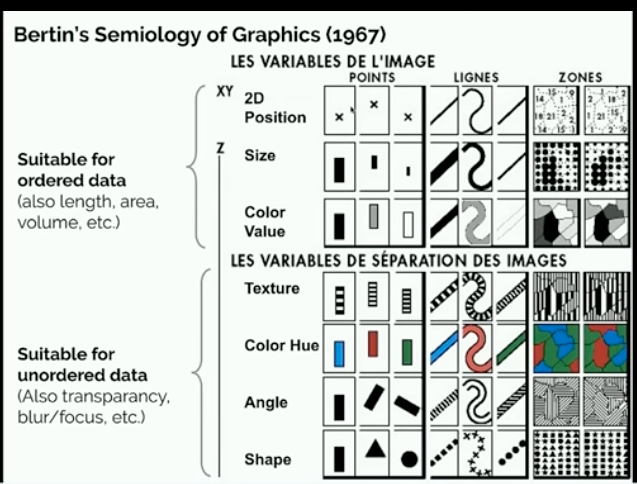 Bertin's Semiology of Graphics (1967)
LES VARIABLES DE L'IMAGE
POINTS LIGNES ZONES
XY 2D Position
Z Size
Suitable for
ordered data
(also length, area,
volume, etc.)
Color
Value
LES VARIABLES DE SÉPARATION DES IMAGES
Texture
Color Hue
Suitable for
unordered data
(Also transparancy,
blur/focus, etc.)
Angle
Shape